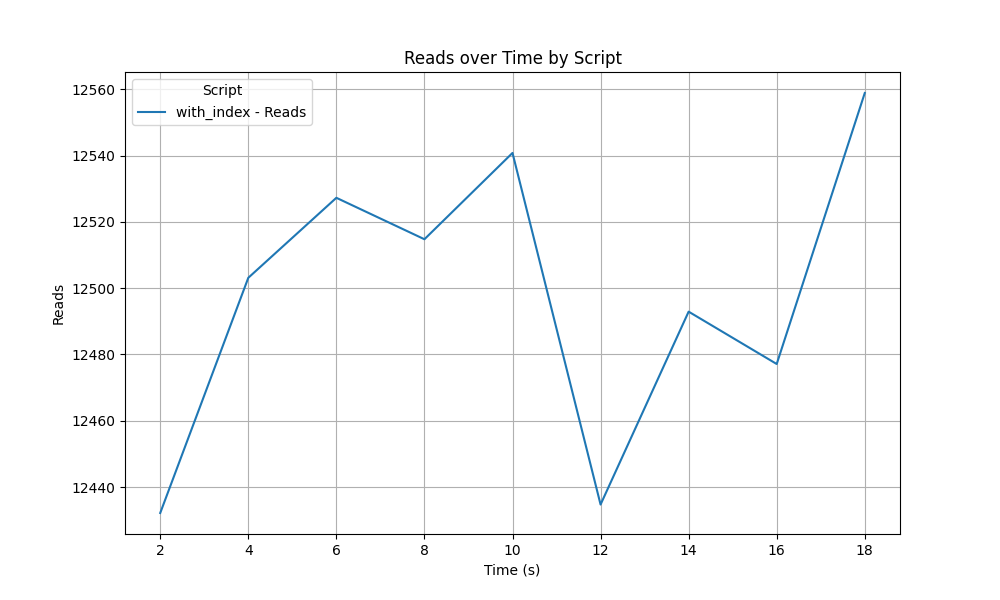 Reads over Time by Script
Script
with_index - Reads
12560
12540
12520
12500
12480
12460
12440
Reads
2 4 6 8 10 12 14 16 18
Time (s)